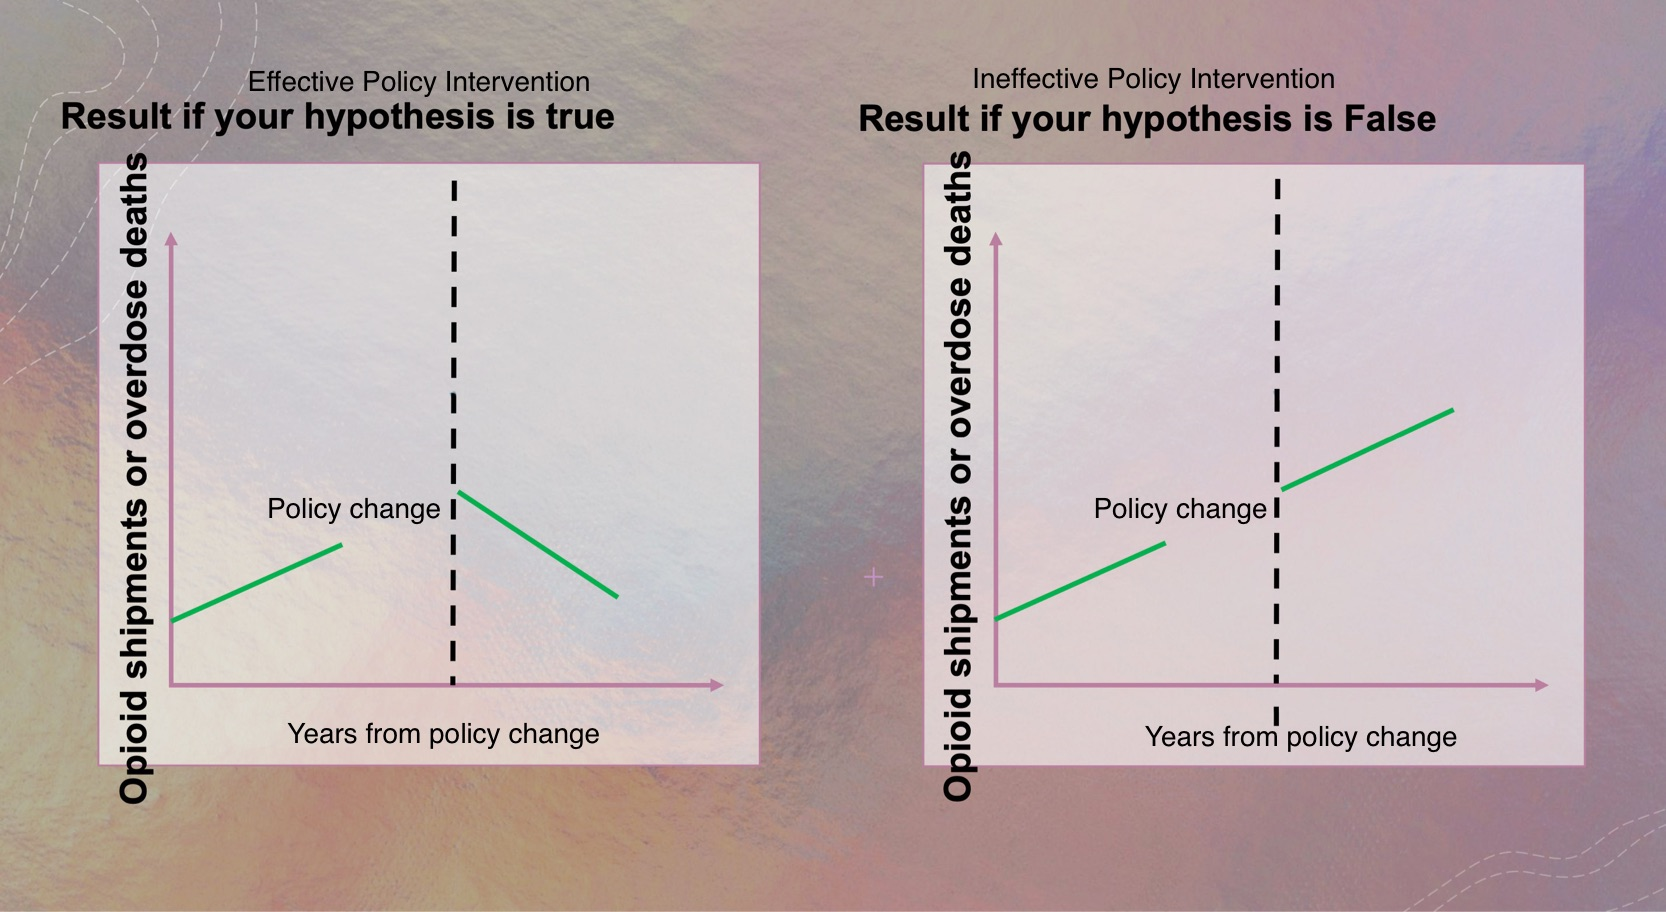 Effective Policy Intervention
Result if your hypothesis is true
Opioid shipments or overdose deaths
Policy change
Years from policy change
Ineffective Policy Intervention
Result if your hypothesis is False
Opioid shipments or overdose deaths
Policy change
Years from policy change